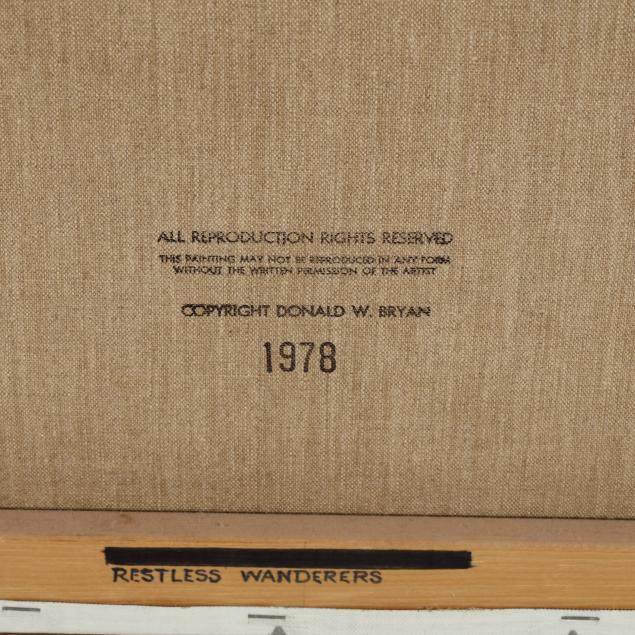 ALL REPRODUCTION RIGHTS RESERVED
THIS PAINTING MAY NOT BE REPRODUCED IN ANY FORM
WITHOUT THE WRITTEN PERMISSION OF THE ARTIST
COPYRIGHT DONALD W. BRYAN
1978
RESTLESS WANDERERS